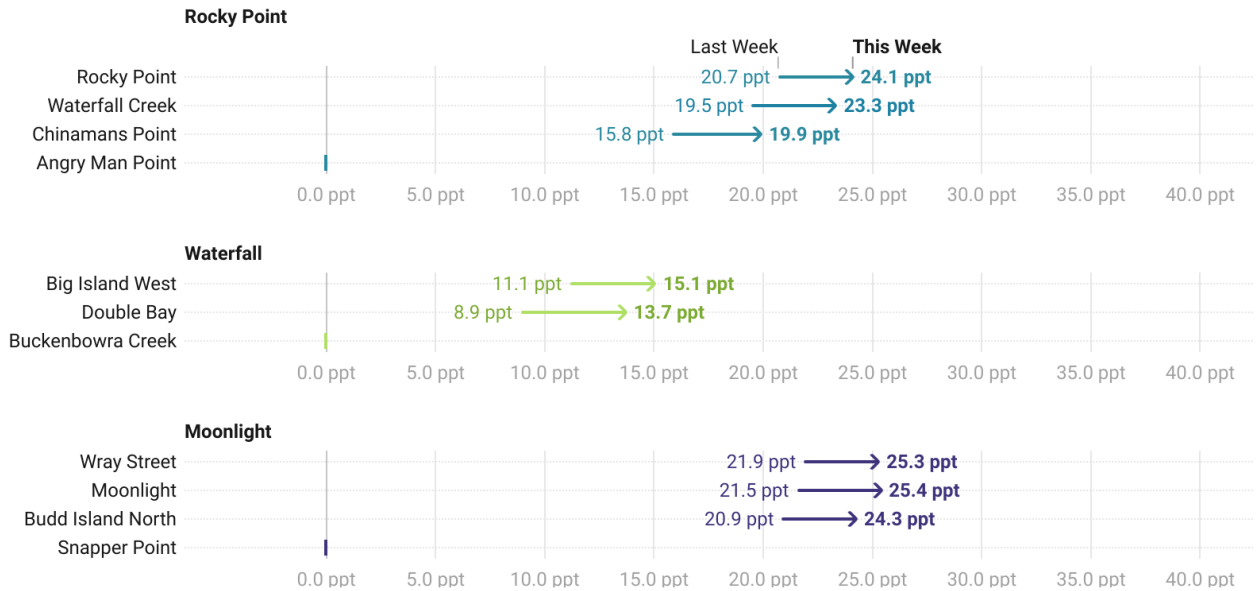 Rocky Point
Last Week This Week
Rocky Point 20.7 ppt 24.1 ppt
Waterfall Creek 19.5 ppt 23.3 ppt
Chinamans Point 15.8 ppt 19.9 ppt
Angry Man Point
0.0 ppt 5.0 ppt 10.0 ppt 15.0 ppt 20.0 ppt 25.0 ppt 30.0 ppt 35.0 ppt 40.0 ppt
Waterfall
Big Island West 11.1 ppt 15.1 ppt
Double Bay 8.9 ppt 13.7 ppt
Buckenbowra Creek
0.0 ppt 5.0 ppt 10.0 ppt 15.0 ppt 20.0 ppt 25.0 ppt 30.0 ppt 35.0 ppt 40.0 ppt
Moonlight
Wray Street 21.9 ppt 25.3 ppt
Moonlight 21.5 ppt 25.4 ppt
Budd Island North 20.9 ppt 24.3 ppt
Snapper Point
0.0 ppt 5.0 ppt 10.0 ppt 15.0 ppt 20.0 ppt 25.0 ppt 30.0 ppt 35.0 ppt 40.0 ppt